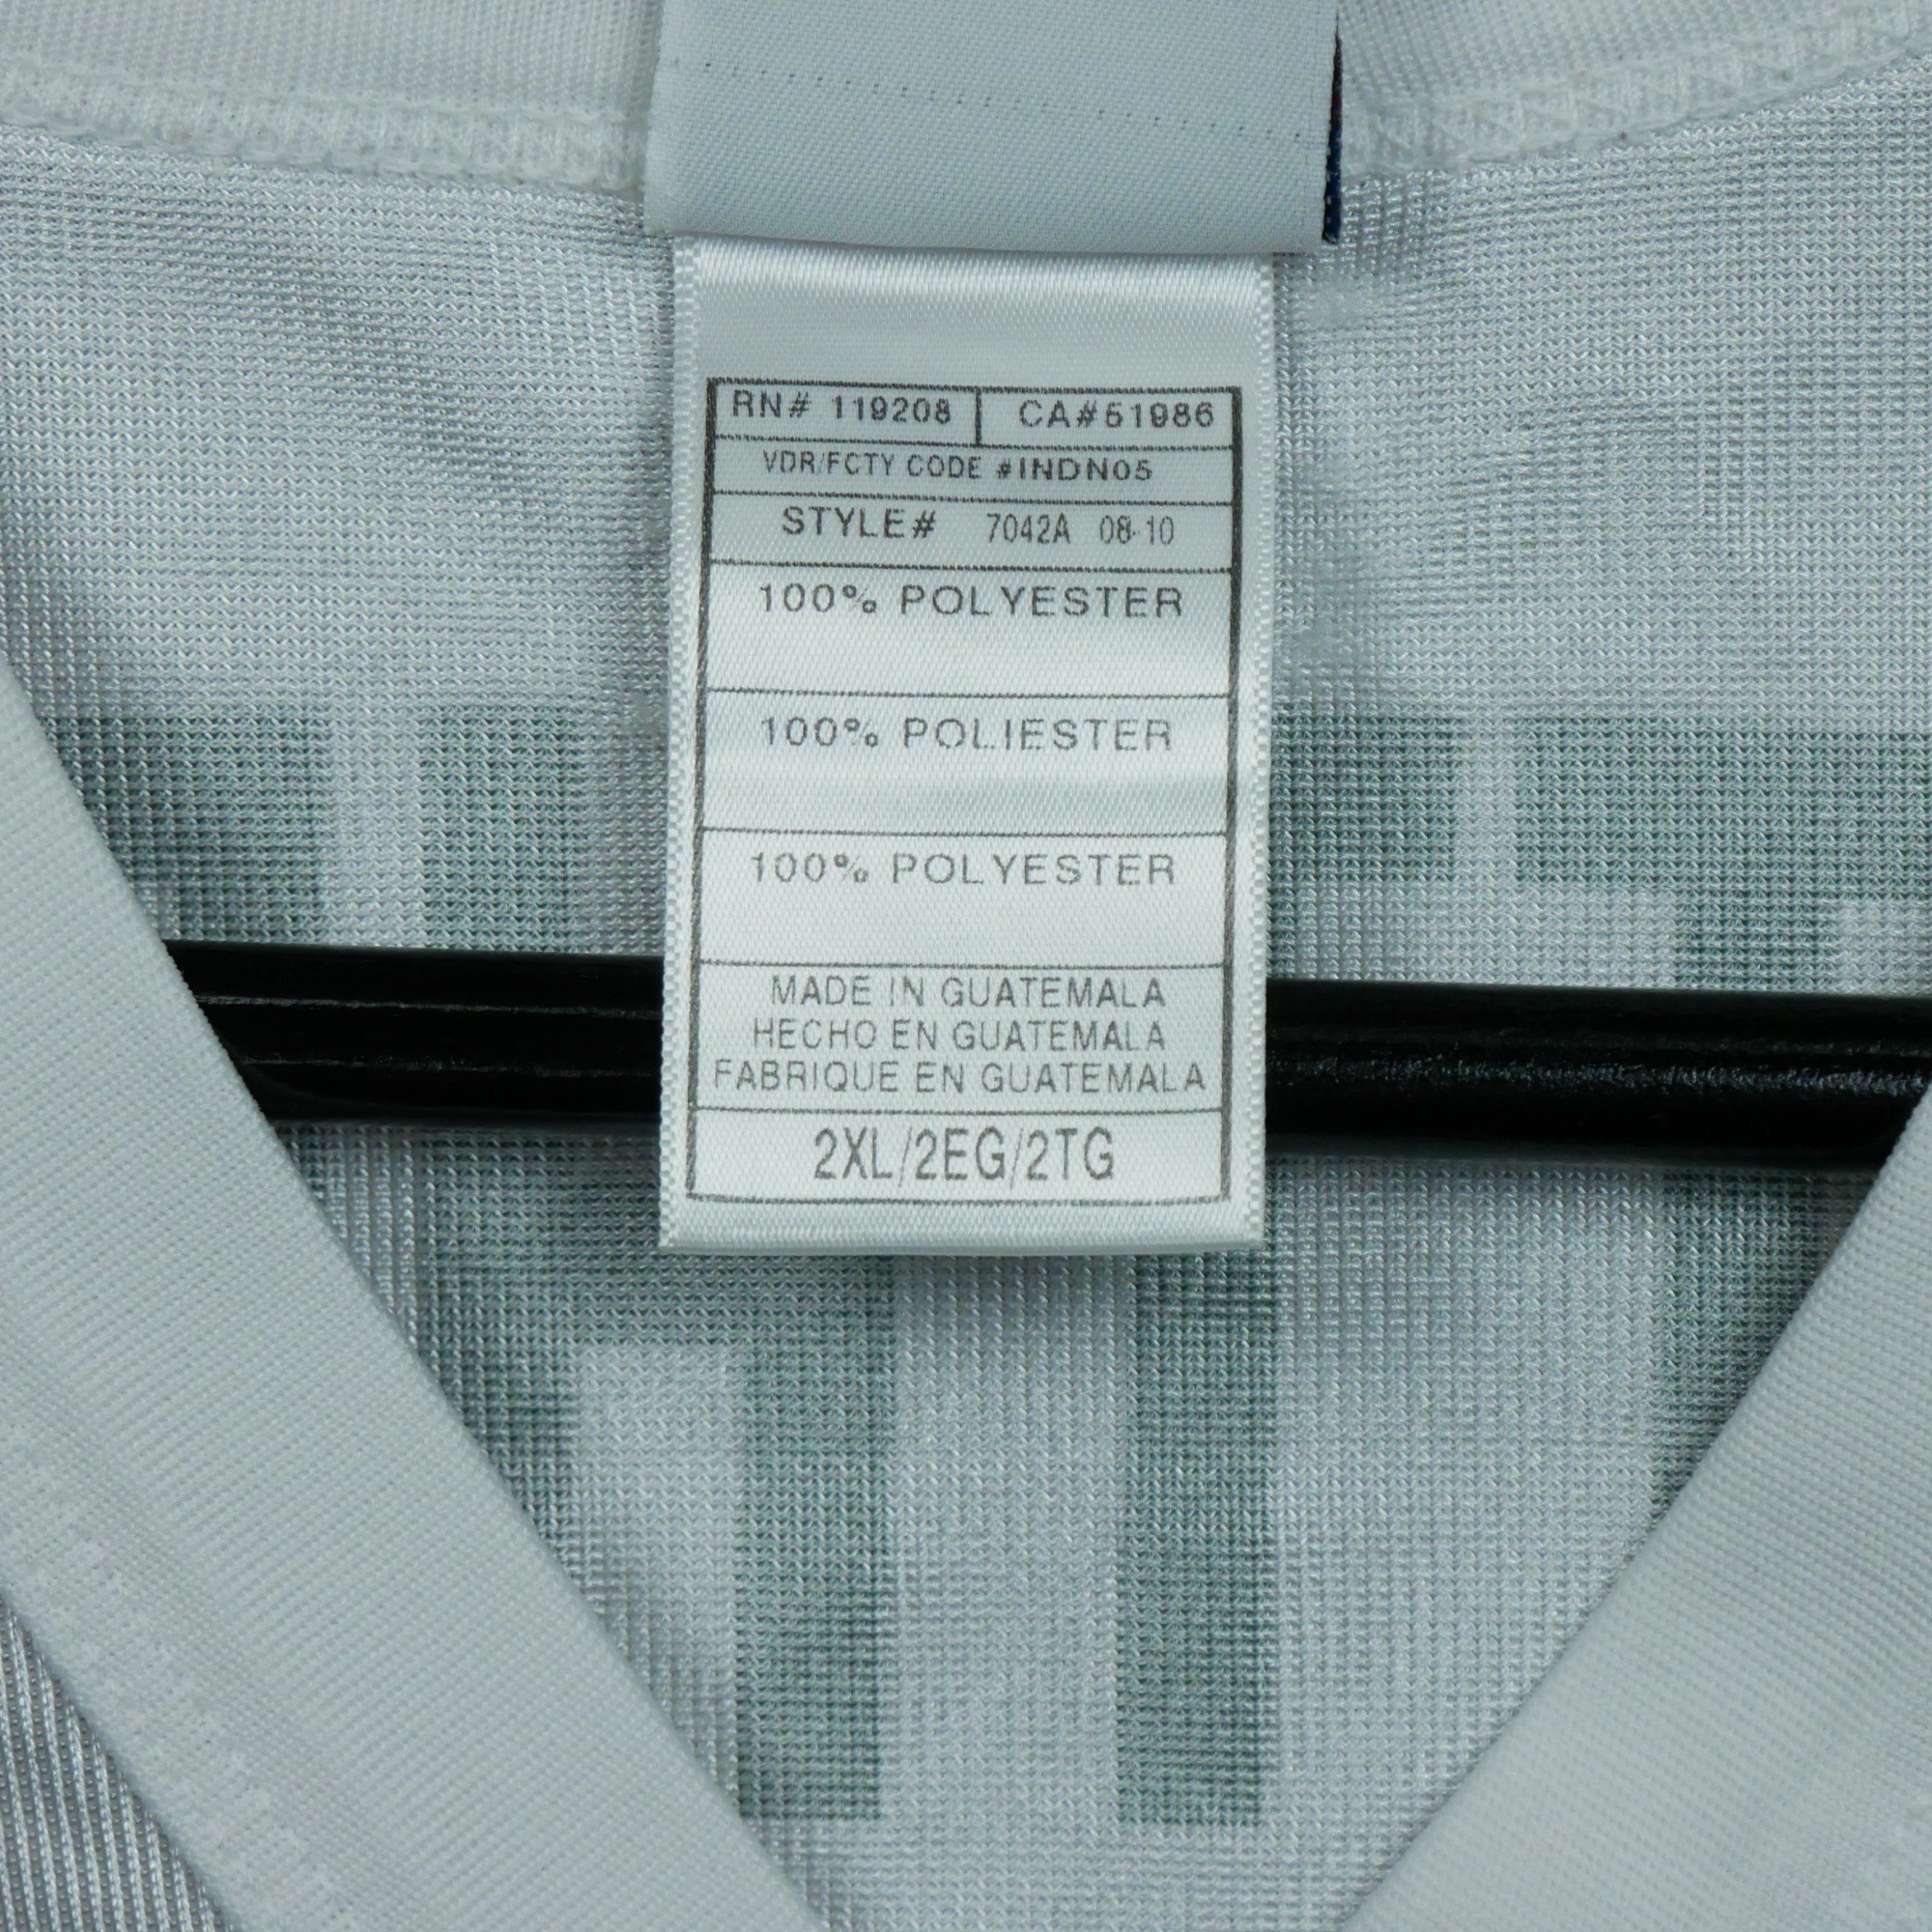 RN# 119208 CA#51986
VDR/FCTY CODE #INDN05
STYLE# 7042A 08-10
100% POLYESTER
100% POLIESTER
100% POLYESTER
MADE IN GUATEMALA
HECHO EN GUATEMALA
FABRIQUE EN GUATEMALA
2XL/2EG/2TG